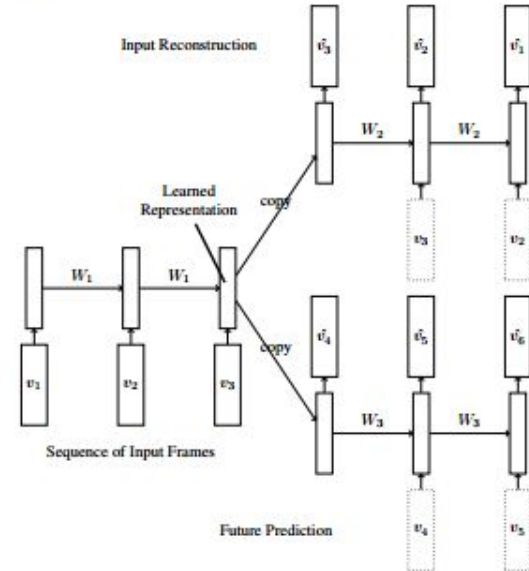 Input Reconstruction
v̂₃ v̂₂ v̂₁
W₂ W₂
Learned
Representation
copy
v₃ v₂
W₁ W₁
v₁ v₂ v₃
Sequence of Input Frames
copy
v̂₄ v̂₅ v̂₆
W₃ W₃
v₄ v₅
Future Prediction